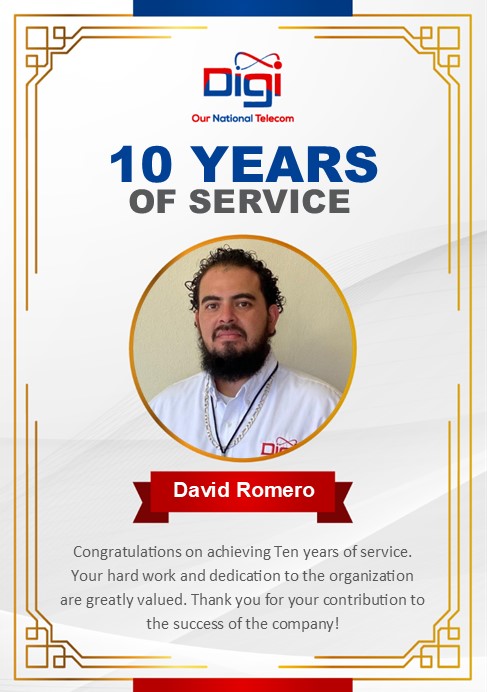 Digi
Our National Telecom
10 YEARS
OF SERVICE
Digi
David Romero
Congratulations on achieving Ten years of service.
Your hard work and dedication to the organization
are greatly valued. Thank you for your contribution to
the success of the company!